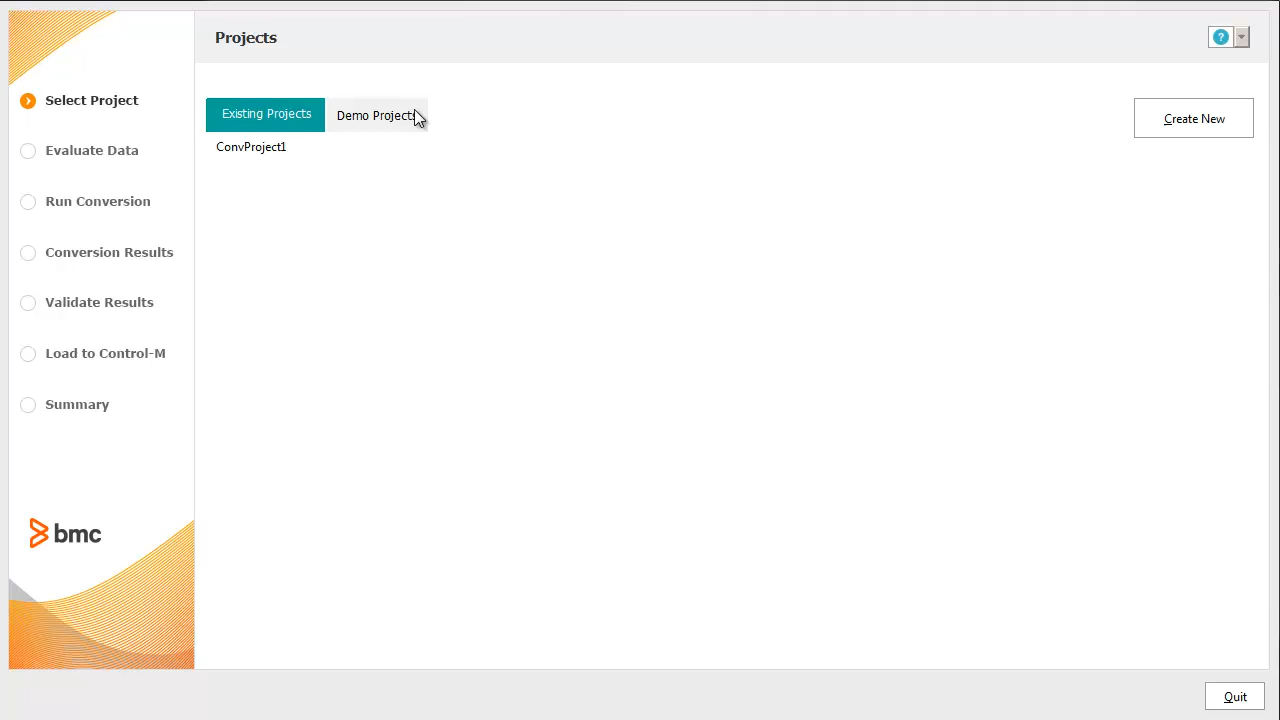 Projects
?
Select Project
Evaluate Data
Run Conversion
Conversion Results
Validate Results
Load to Control-M
Summary
bmc
Existing Projects
Demo Projects
Create New
ConvProject1
Quit